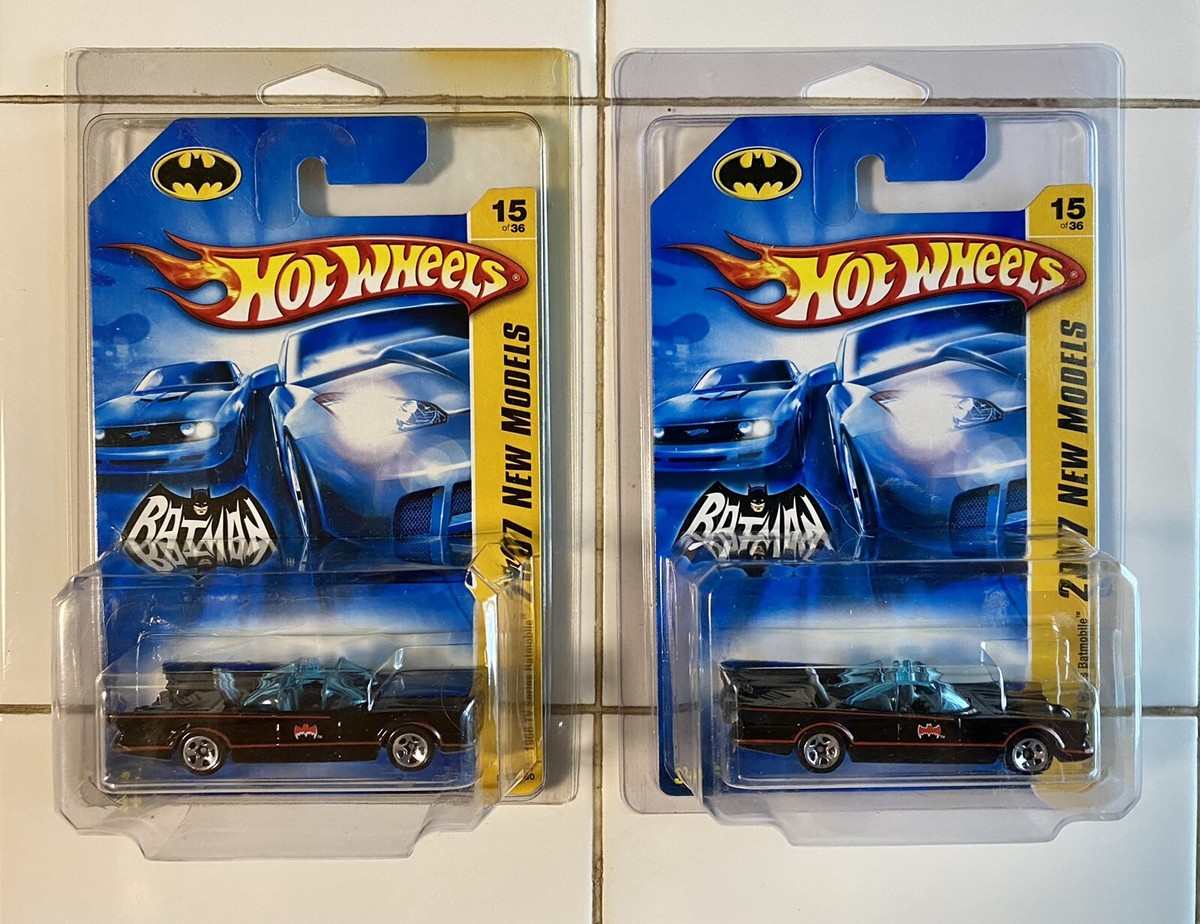 15
of 36
HOT WHEELS®
NEW MODELS
BATMAN
1966 TV Series Batmobile
15
of 36
HOT WHEELS®
2007 NEW MODELS
BATMAN
Batmobile™